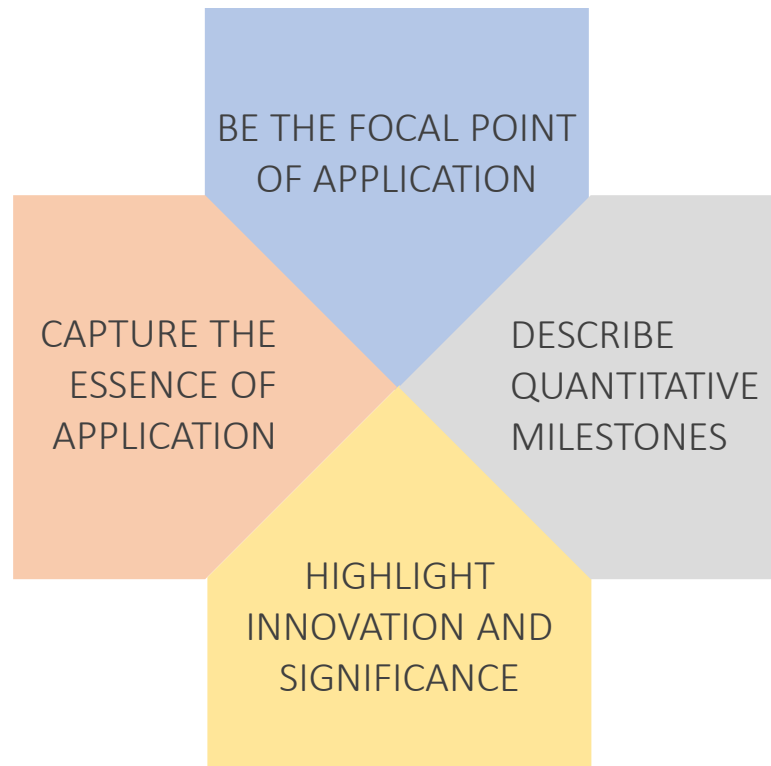 BE THE FOCAL POINT
OF APPLICATION
CAPTURE THE
ESSENCE OF
APPLICATION
DESCRIBE
QUANTITATIVE
MILESTONES
HIGHLIGHT
INNOVATION AND
SIGNIFICANCE